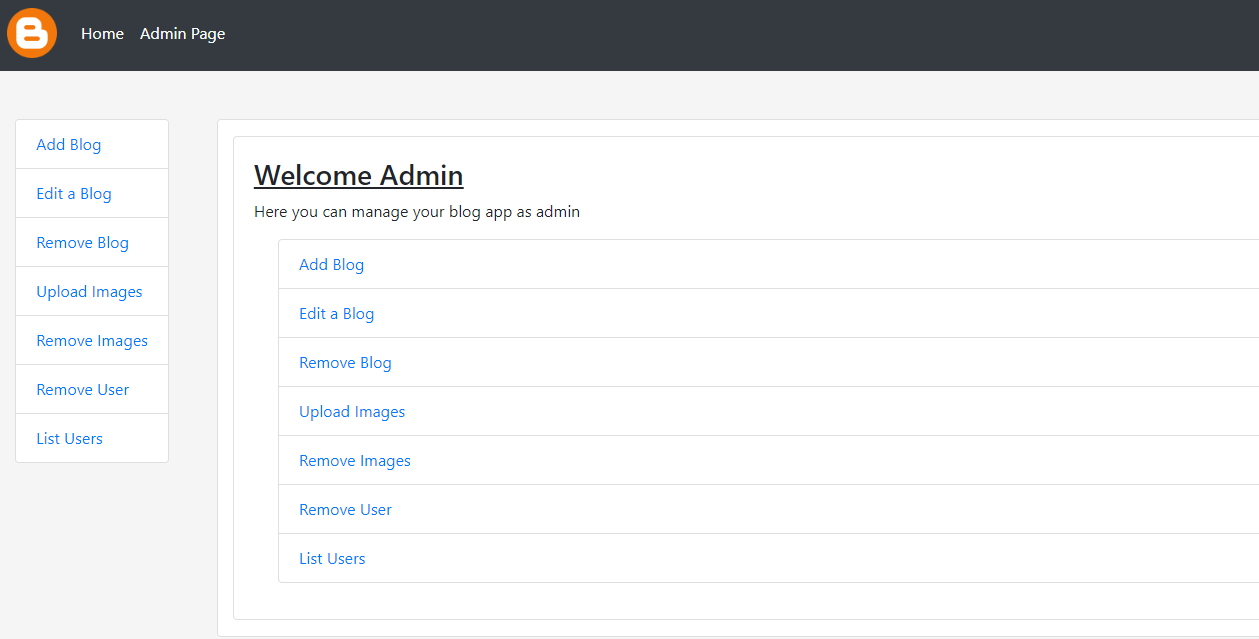 Home Admin Page
Add Blog
Edit a Blog
Remove Blog
Upload Images
Remove Images
Remove User
List Users
Welcome Admin
Here you can manage your blog app as admin
Add Blog
Edit a Blog
Remove Blog
Upload Images
Remove Images
Remove User
List Users